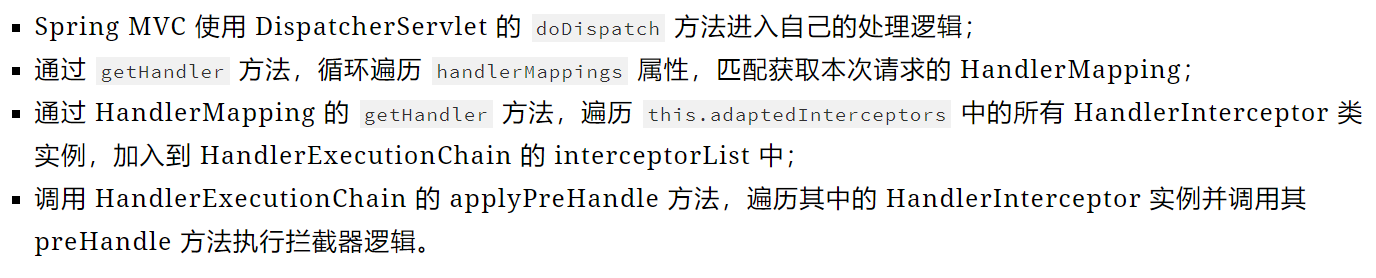 Spring MVC 使用 DispatcherServlet 的 doDispatch 方法进入自己的处理逻辑；
通过 getHandler 方法，循环遍历 handlerMappings 属性，匹配获取本次请求的 HandlerMapping；
通过 HandlerMapping 的 getHandler 方法，遍历 this.adaptedInterceptors 中的所有 HandlerInterceptor 类
实例，加入到 HandlerExecutionChain 的 interceptorList 中；
调用 HandlerExecutionChain 的 applyPreHandle 方法，遍历其中的 HandlerInterceptor 实例并调用其
preHandle 方法执行拦截器逻辑。